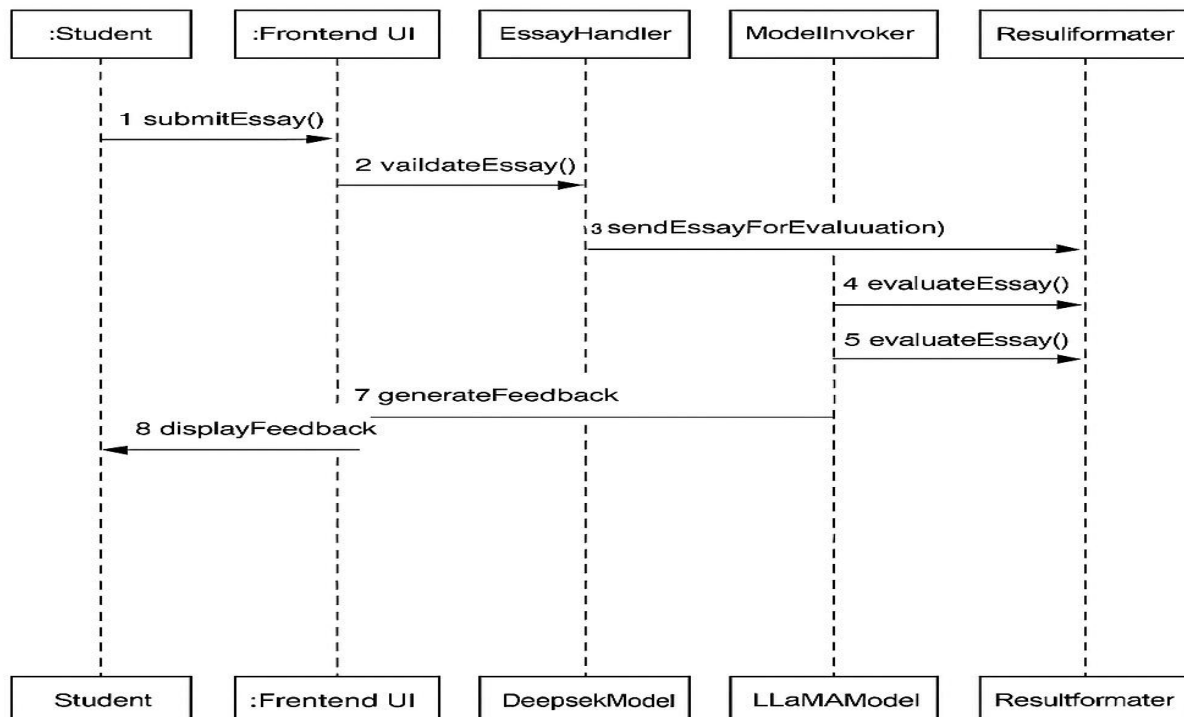 :Student
:Frontend UI
EssayHandler
ModelInvoker
Resuliformater
1 submitEssay()
2 vaildateEssay()
3 sendEssayForEvaluuation)
4 evaluateEssay()
5 evaluateEssay()
7 generateFeedback
8 displayFeedback
Student
:Frentend UI
DeepsekModel
LLaMAModel
Resultformater